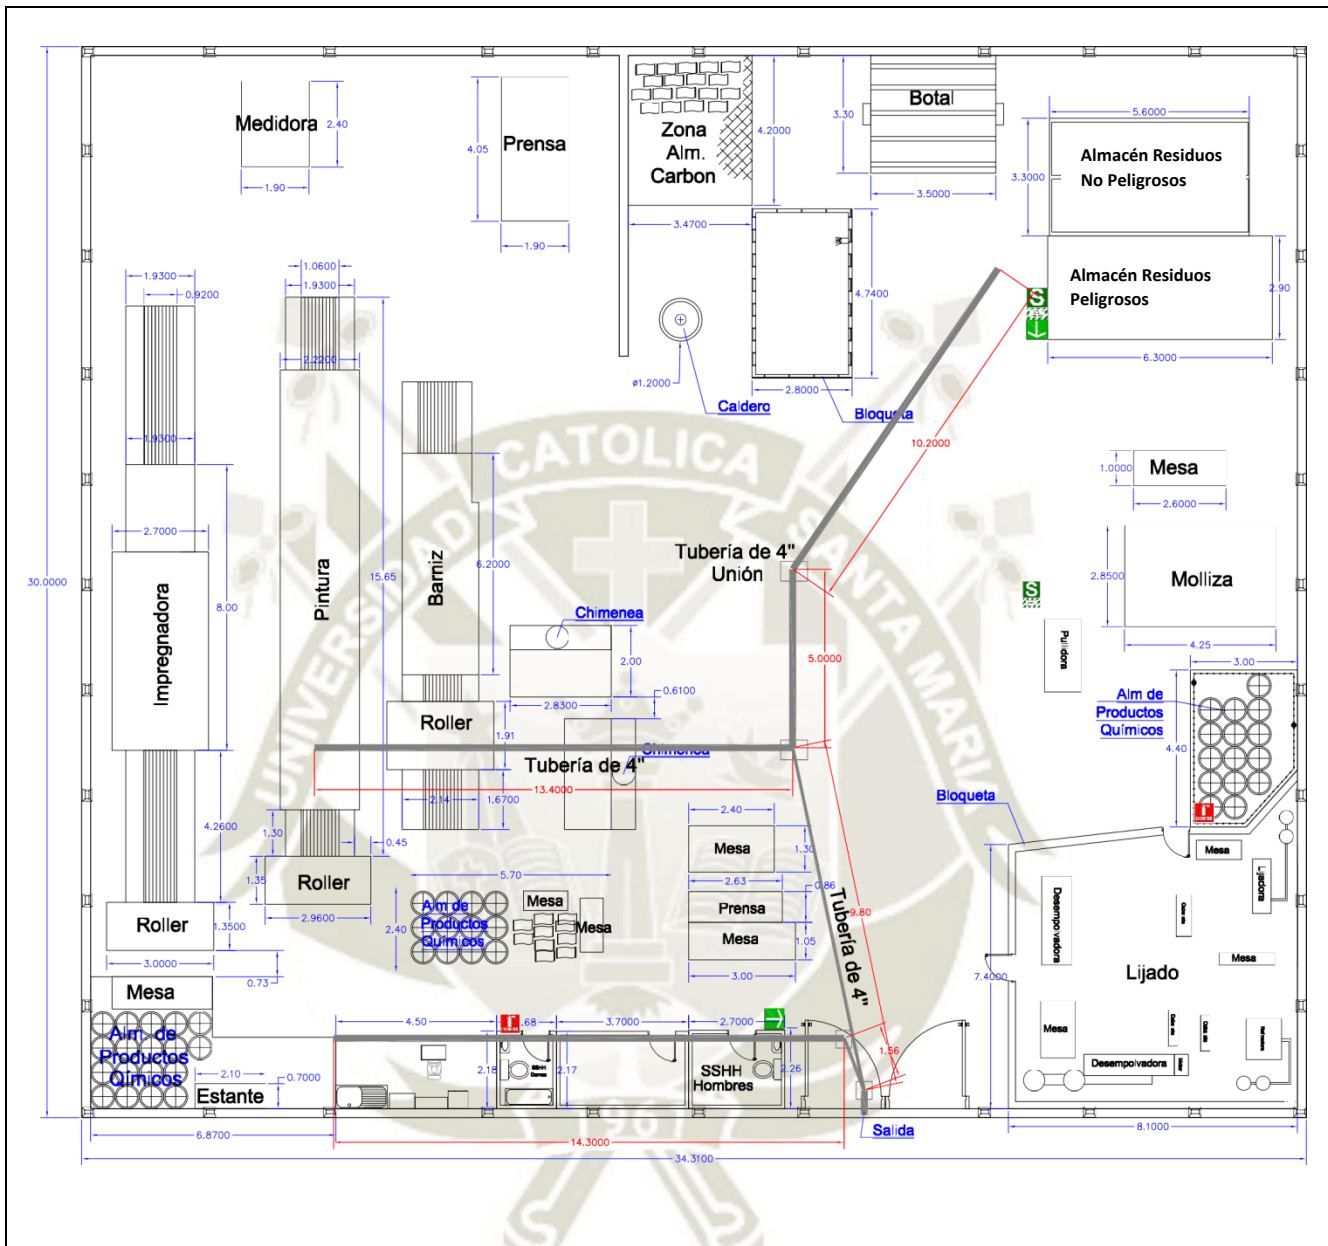 Medidora
2.40
1.90
4.05
Prensa
1.90
Zona
Alm.
Carbon
4.2000
3.4700
3.30
Botal
3.5000
5.6000
3.3000
Almacén Residuos
No Peligrosos
Almacén Residuos
Peligrosos
2.90
6.3000
S
4.7400
2.8000
ø1.2000
Caldero
Bloqueta
10.2000
1.9300
0.9200
1.0600
1.9300
2.2200
1.9300
2.7000
Impregnadora
8.00
Pintura
15.65
Barniz
6.2000
30.0000
UNIVERSIDAD CATOLICA SANTA MARIA
Tubería de 4"
Unión
Mesa
1.0000
2.6000
Molliza
2.8500
4.25
S
Pulidora
Chimenea
2.00
2.8300
0.6100
5.0000
Roller
1.91
Chimenea
Tubería de 4"
13.4000
2.14
1.6700
3.00
Alm de
Productos
Químicos
4.40
Bloqueta
4.2600
1.30
0.45
1.35
Roller
2.9600
2.40
Mesa
1.30
2.63
0.86
Prensa
Mesa
1.05
3.00
Tubería de 4"
9.80
5.70
2.40
Alm de
Productos
Químicos
Mesa
Mesa
Roller
1.3500
3.0000
0.73
Mesa
Alm de
Productos
Químicos
Estante
2.10
0.7000
4.50
.68
3.7000
2.7000
2.18
SSHH
Damas
2.17
SSHH
Hombres
2.26
1.56
Salida
Mesa
Lijadora
Desempolvadora
7.4000
Lijado
Mesa
Mesa
Desempolvadora
8.1000
6.8700
14.3000
34.3100
96